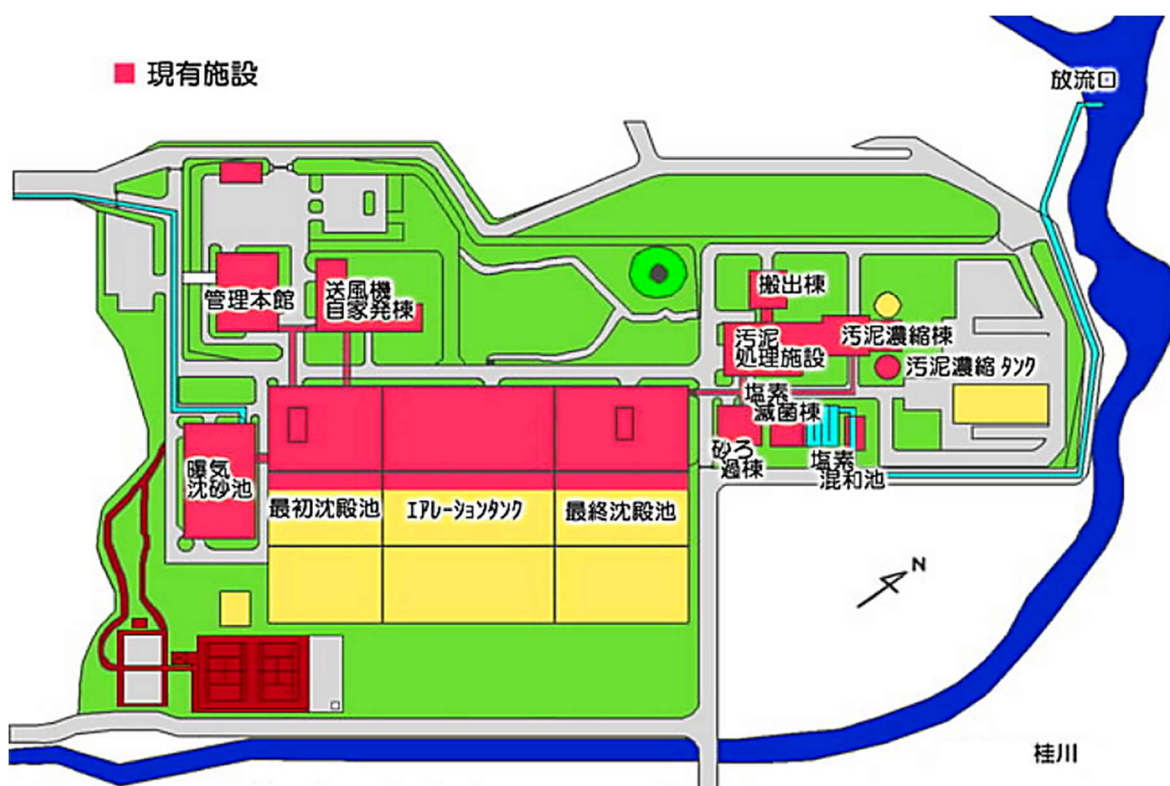 現有施設
放流口
管理本館
送風機
自家発棟
搬出棟
汚泥
処理施設
汚泥濃縮棟
汚泥濃縮タンク
塩素
滅菌棟
砂ろ
過棟
塩素
混和池
曝気
沈砂池
最初沈殿池
エアレーションタンク
最終沈殿池
N
桂川